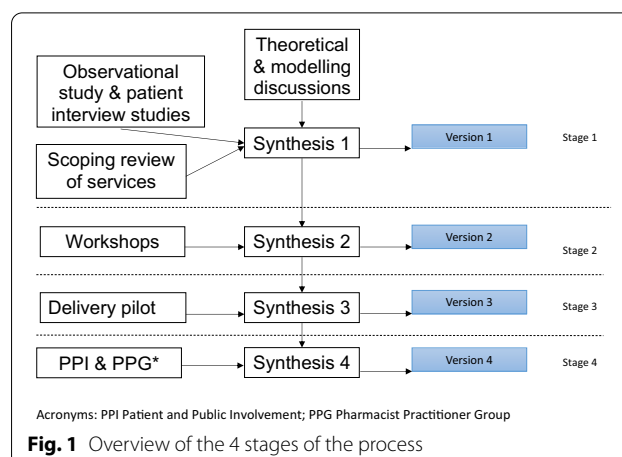 Theoretical
& modelling
discussions
Observational
study & patient
interview studies
Scoping review
of services
Synthesis 1
Version 1
Stage 1
Workshops
Synthesis 2
Version 2
Stage 2
Delivery pilot
Synthesis 3
Version 3
Stage 3
PPI & PPG*
Synthesis 4
Version 4
Stage 4
Acronyms: PPI Patient and Public Involvement; PPG Pharmacist Practitioner Group
Fig. 1 Overview of the 4 stages of the process